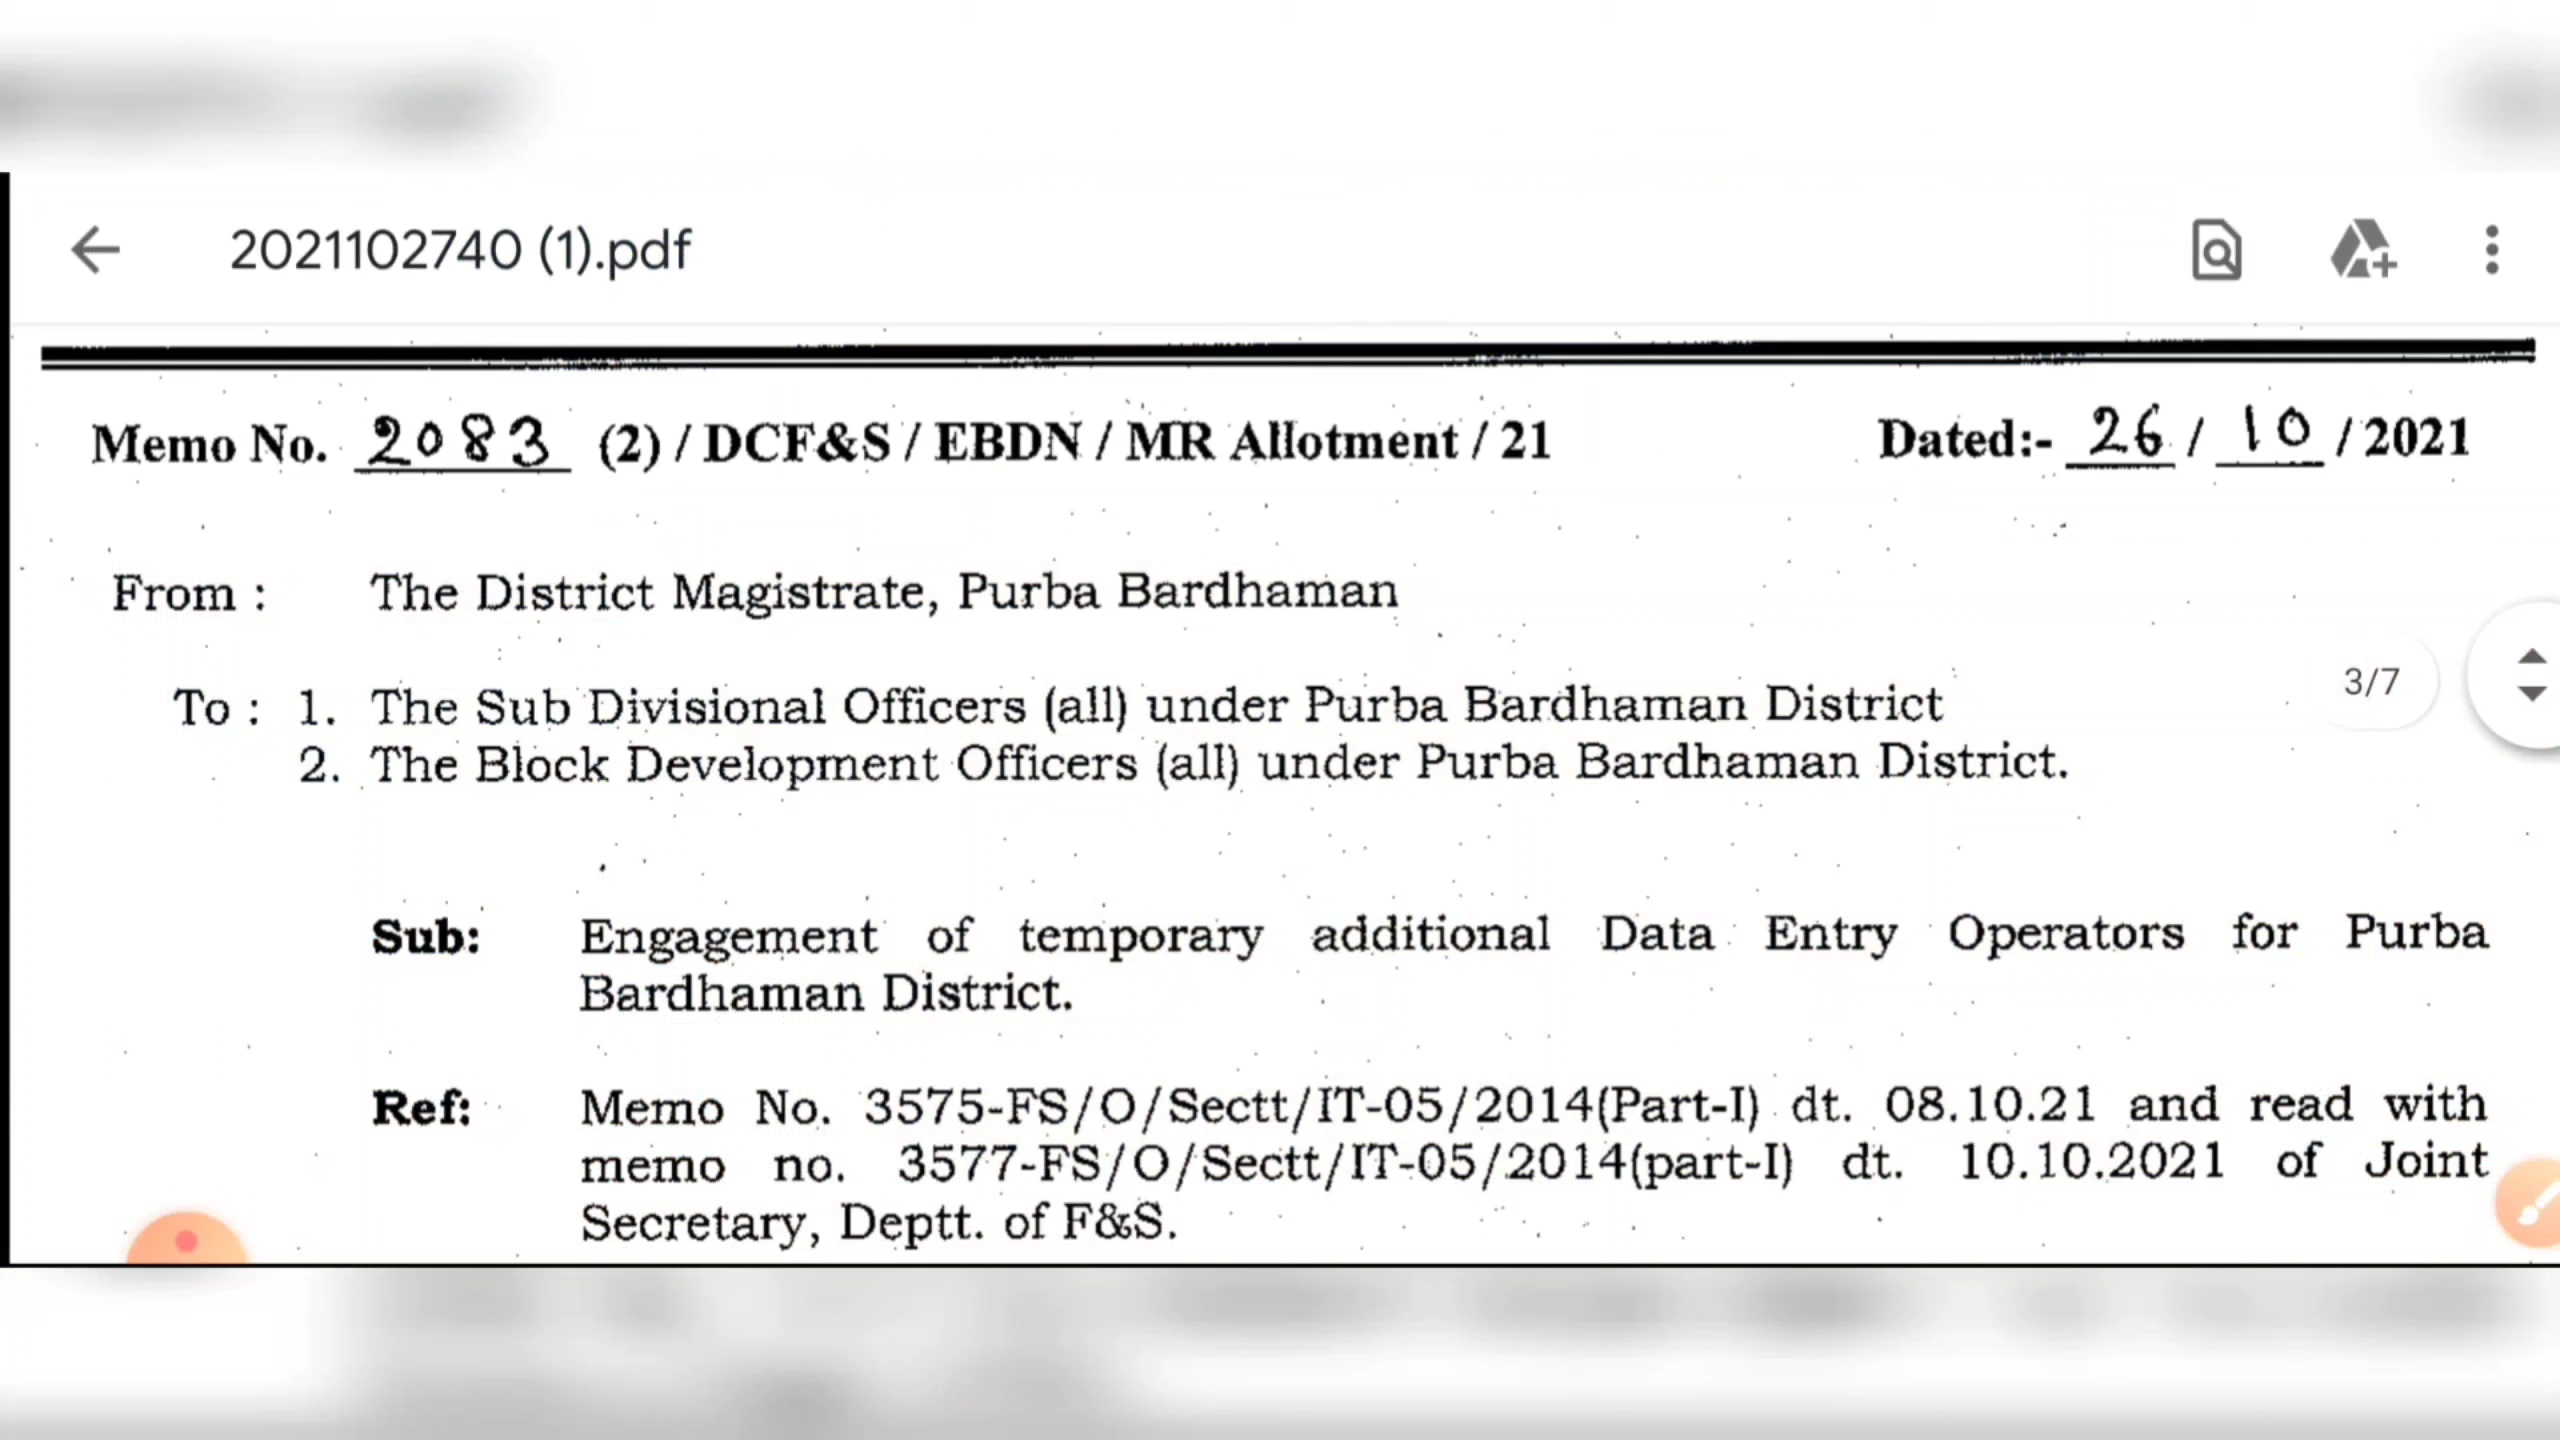 2021102740 (1).pdf
Memo No. 2083 (2) / DCF&S / EBDN / MR Allotment / 21 Dated:- 26 / 10 / 2021
From : The District Magistrate, Purba Bardhaman
3/7
To : 1. The Sub Divisional Officers (all) under Purba Bardhaman District
2. The Block Development Officers (all) under Purba Bardhaman District.
Sub: Engagement of temporary additional Data Entry Operators for Purba
Bardhaman District.
Ref: Memo No. 3575-FS/O/Sectt/IT-05/2014(Part-I) dt. 08.10.21 and read with
memo no. 3577-FS/O/Sectt/IT-05/2014(part-I) dt. 10.10.2021 of Joint
Secretary, Deptt. of F&S.